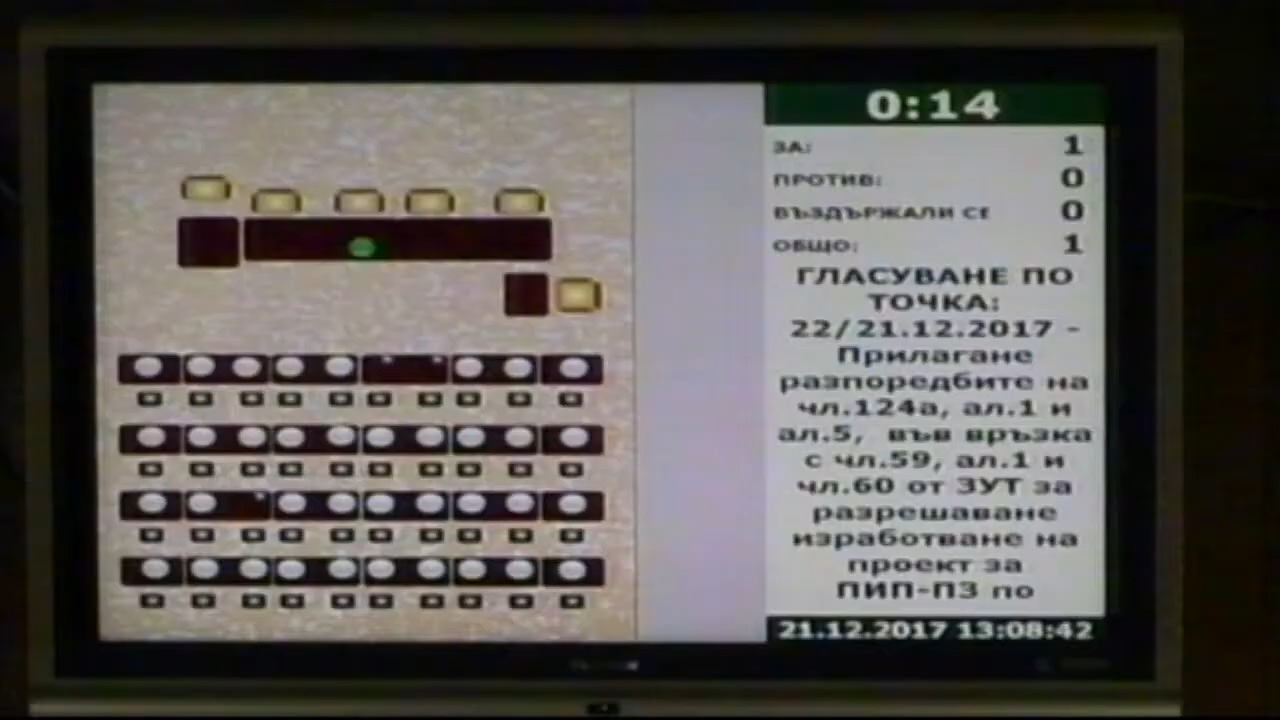 0:14
ЗА: 1
ПРОТИВ: 0
ВЪЗДЪРЖАЛИ СЕ 0
ОБЩО: 1
ГЛАСУВАНЕ ПО
ТОЧКА:
22/21.12.2017 -
Прилагане
разпоредбите на
чл.124а, ал.1 и
ал.5, във връзка
с чл.59, ал.1 и
чл.60 от ЗУТ за
разрешаване
изработване на
проект за
ПИП-ПЗ по
21.12.2017 13:08:42